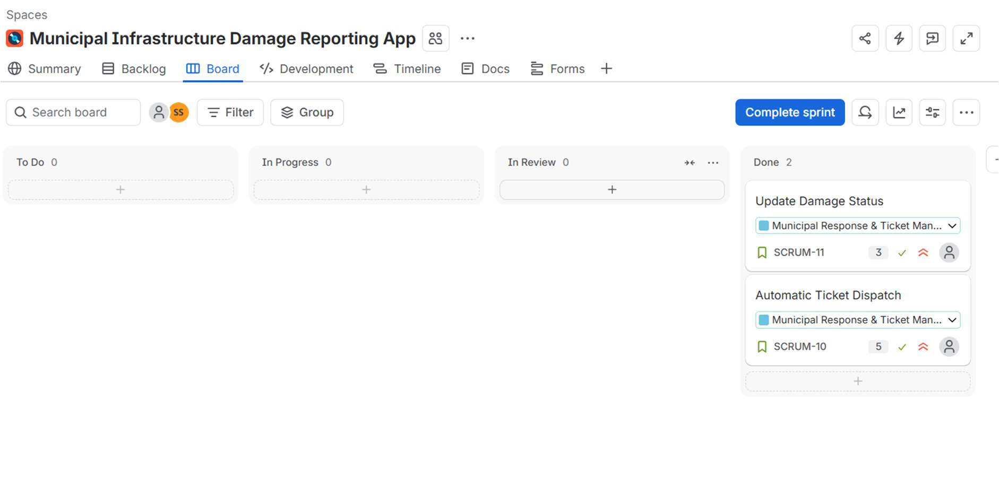 Spaces
Municipal Infrastructure Damage Reporting App
Summary Backlog Board Development Timeline Docs Forms
Search board SS Filter Group Complete sprint
To Do 0
In Progress 0
In Review 0
Done 2
Update Damage Status
Municipal Response & Ticket Man...
SCRUM-11 3
Automatic Ticket Dispatch
Municipal Response & Ticket Man...
SCRUM-10 5